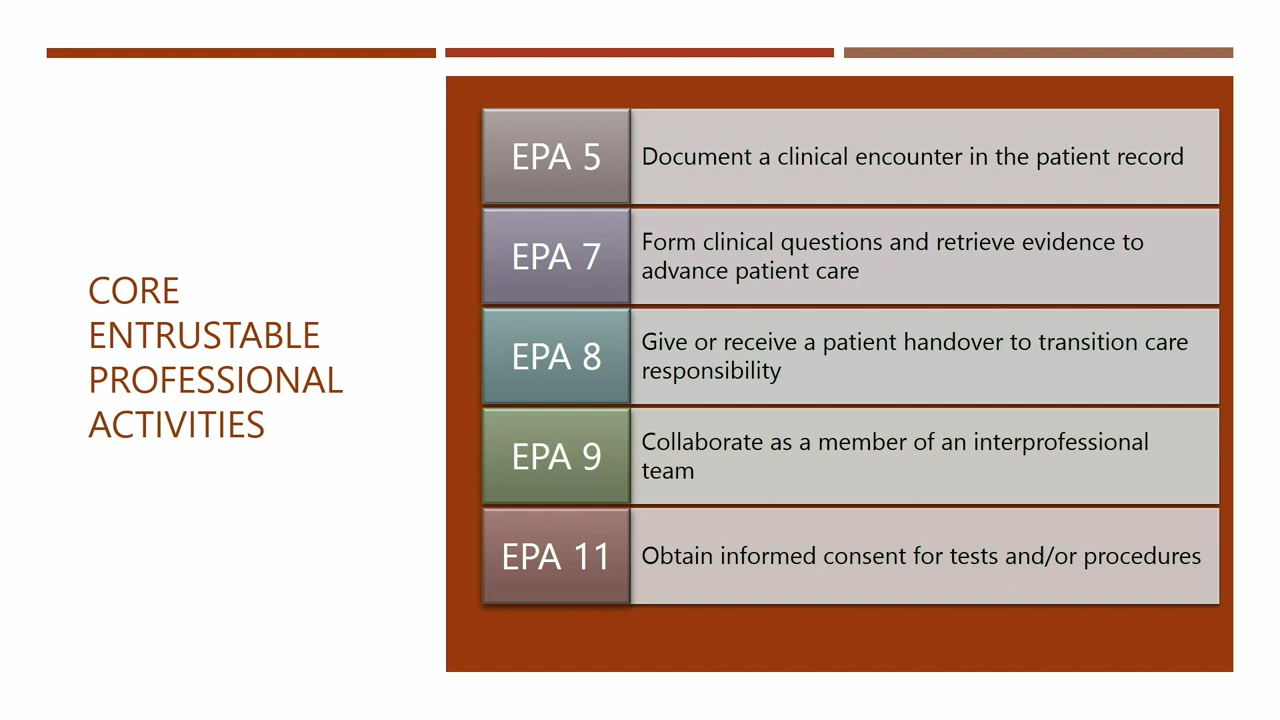 CORE
ENTRUSTABLE
PROFESSIONAL
ACTIVITIES
EPA 5
Document a clinical encounter in the patient record
EPA 7
Form clinical questions and retrieve evidence to
advance patient care
EPA 8
Give or receive a patient handover to transition care
responsibility
EPA 9
Collaborate as a member of an interprofessional
team
EPA 11
Obtain informed consent for tests and/or procedures